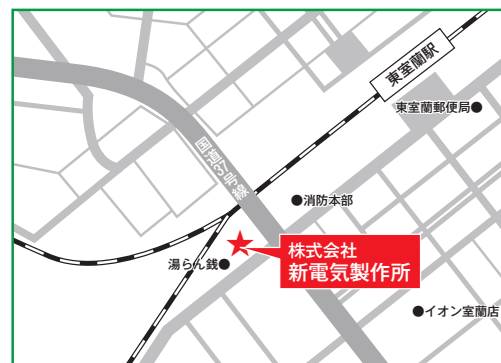 東室蘭駅
東室蘭郵便局
国道37号線
消防本部
株式会社
新電気製作所
湯らん銭
イオン室蘭店